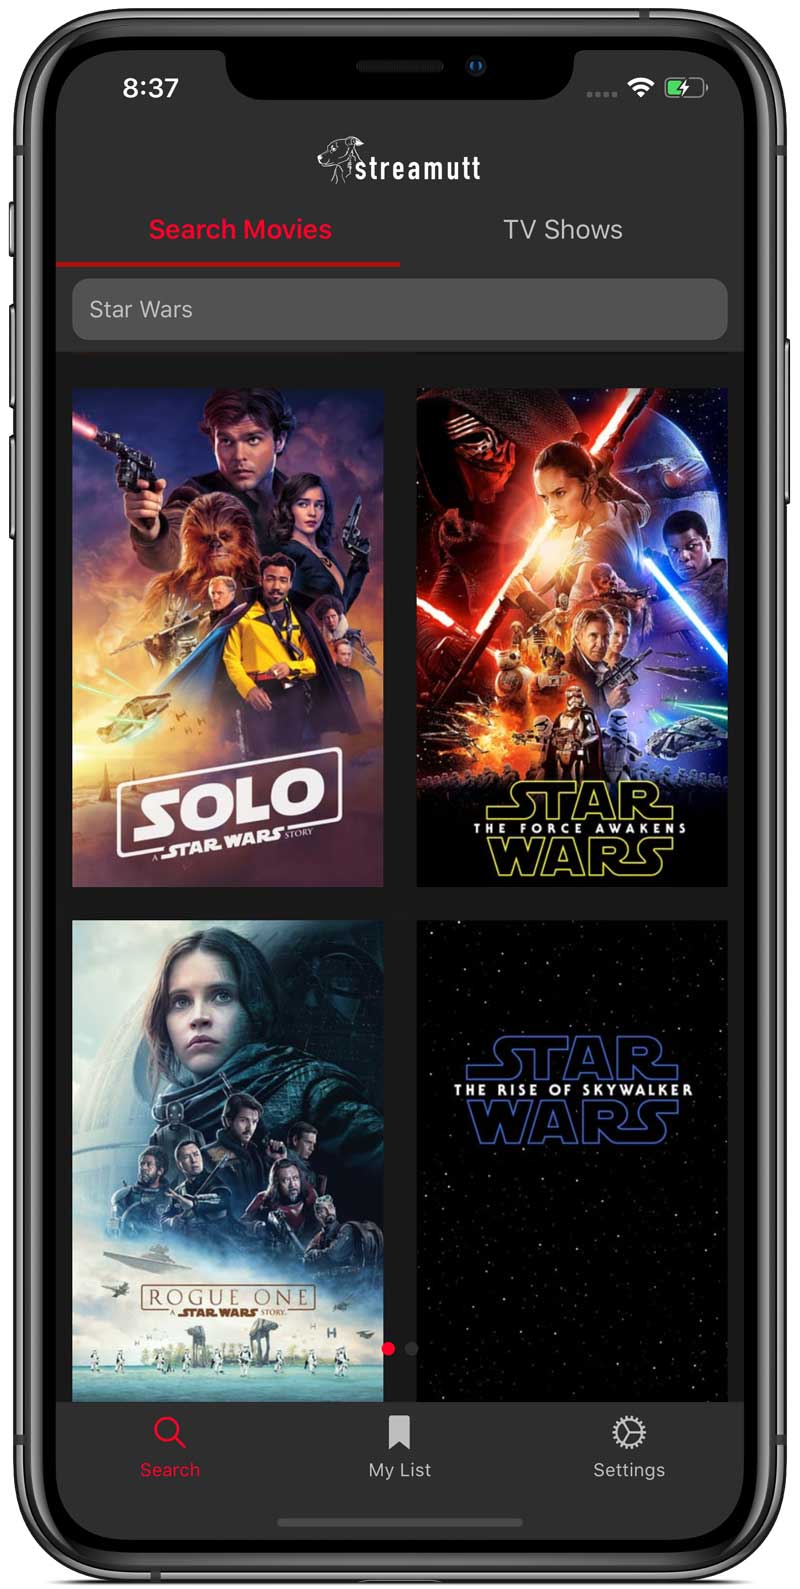 8:37
streamutt
Search Movies
TV Shows
Star Wars
SOLO
A STAR WARS STORY
STAR
THE FORCE AWAKENS
WARS
ROGUE ONE
A STAR WARS STORY
STAR
THE RISE OF SKYWALKER
WARS
Search
My List
Settings